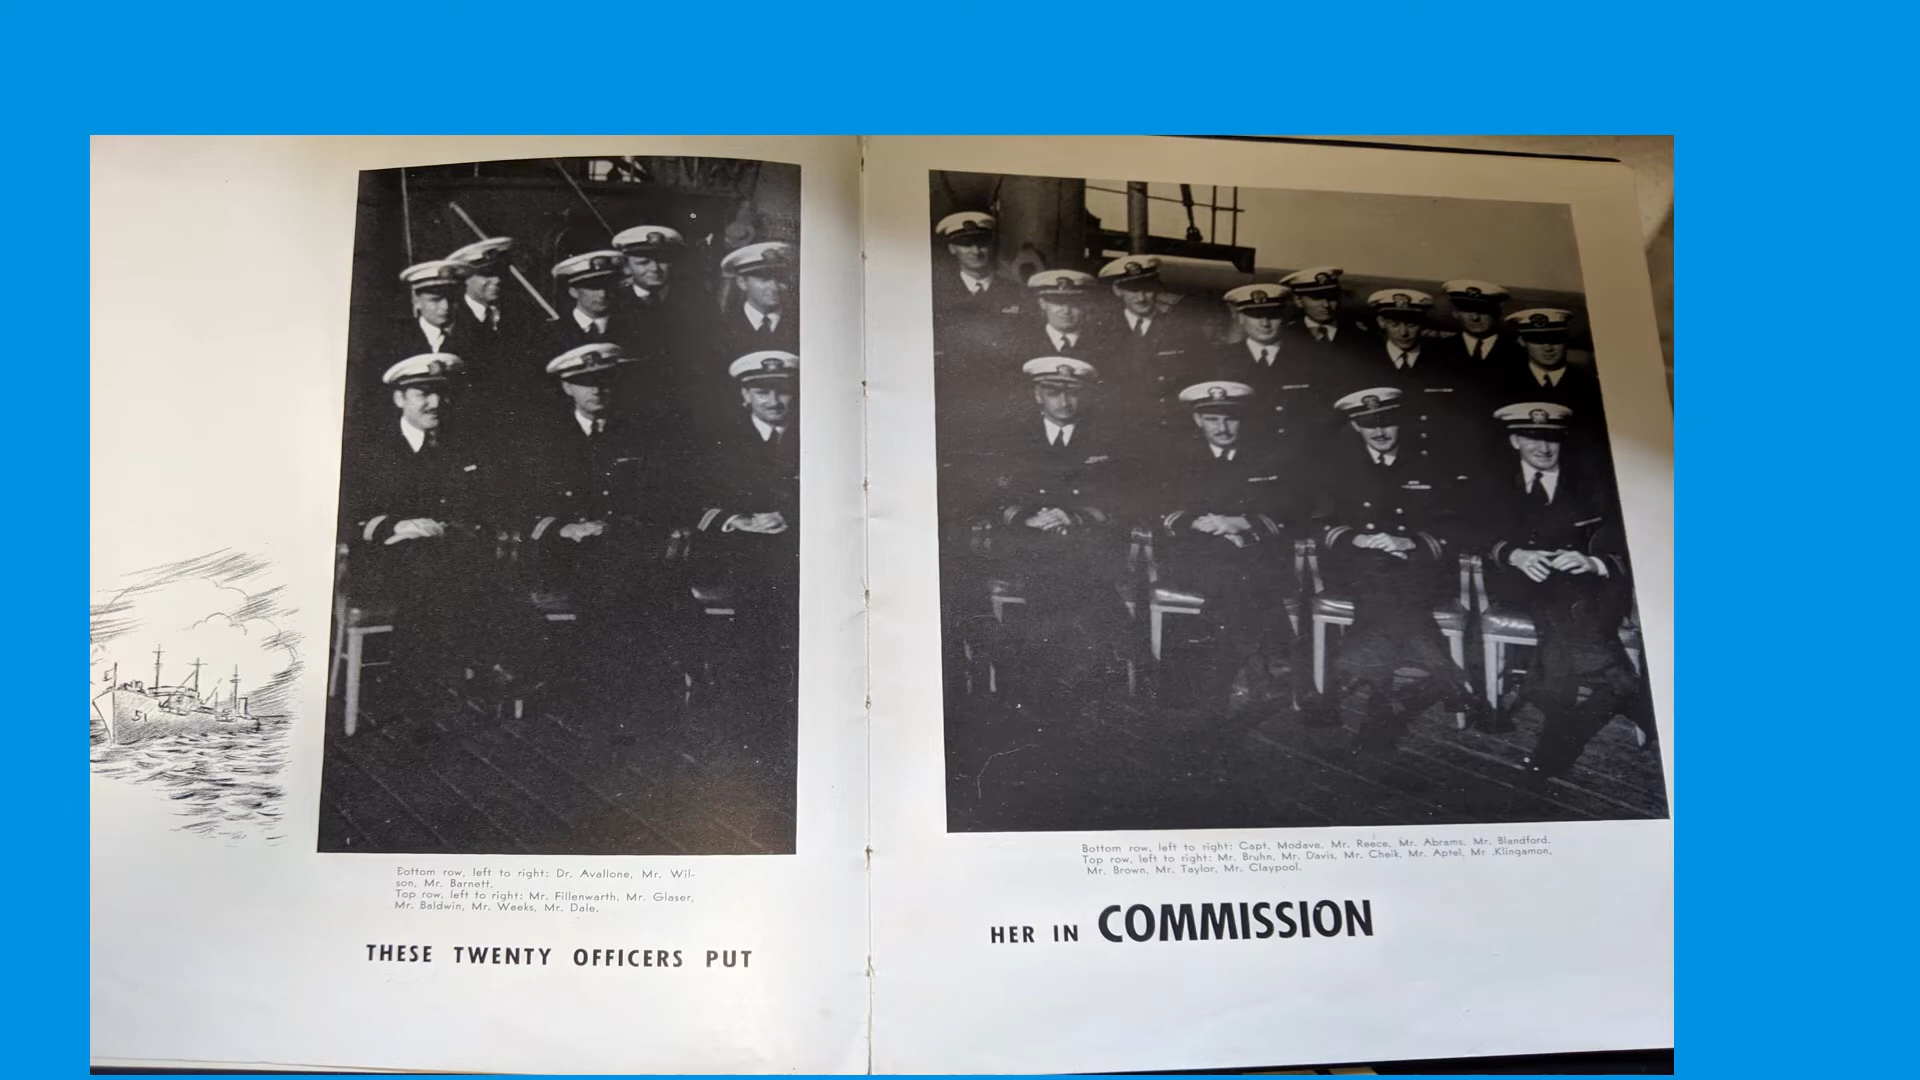 51
Bottom row, left to right: Dr. Avallone, Mr. Wil-
son, Mr. Barnett.
Top row, left to right: Mr. Fillenwarth, Mr. Glaser,
Mr. Baldwin, Mr. Weeks, Mr. Dale.
THESE TWENTY OFFICERS PUT
Bottom row, left to right: Capt. Modave, Mr. Reece, Mr. Abrams, Mr. Blandford.
Top row, left to right: Mr. Bruhn, Mr. Davis, Mr. Cheik, Mr. Aptel, Mr .Klingamon,
Mr. Brown, Mr. Taylor, Mr. Claypool.
HER IN COMMISSION